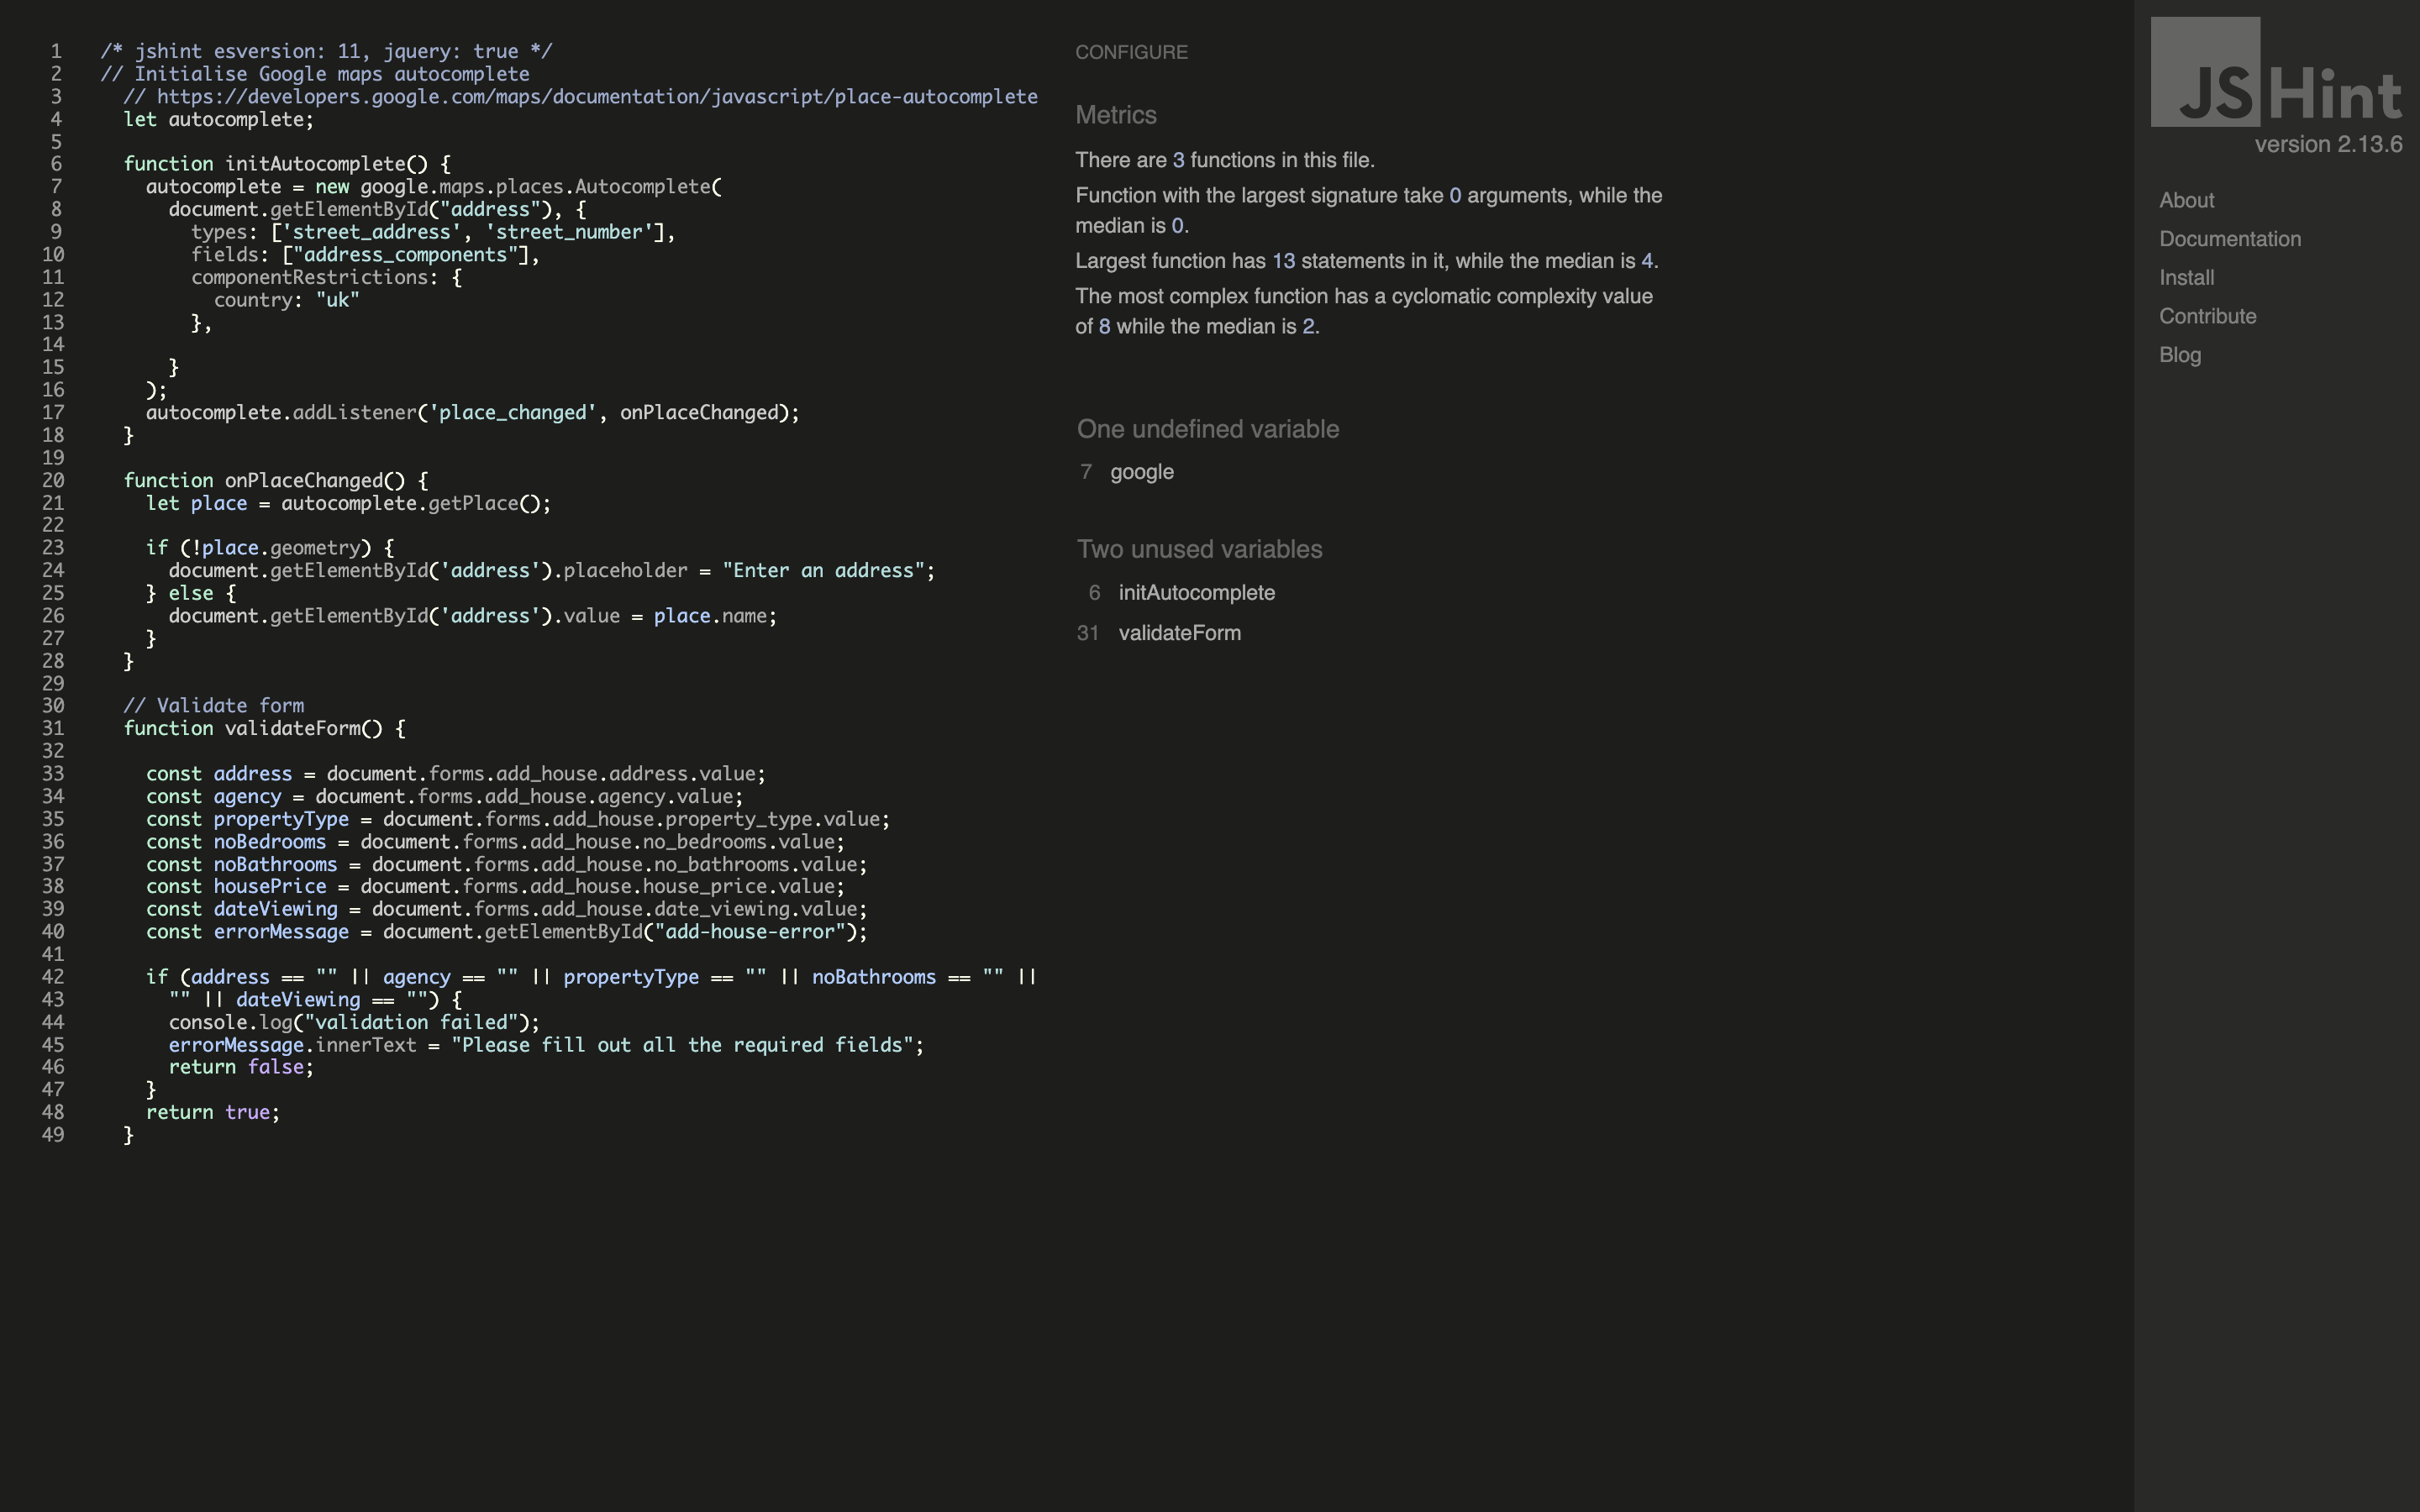 1 /* jshint esversion: 11, jquery: true */
2 // Initialise Google maps autocomplete
3 // https://developers.google.com/maps/documentation/javascript/place-autocomplete
4 let autocomplete;
5
6 function initAutocomplete() {
7 autocomplete = new google.maps.places.Autocomplete(
8 document.getElementById("address"), {
9 types: ['street_address', 'street_number'],
10 fields: ["address_components"],
11 componentRestrictions: {
12 country: "uk"
13 },
14
15 }
16 );
17 autocomplete.addListener('place_changed', onPlaceChanged);
18 }
19
20 function onPlaceChanged() {
21 let place = autocomplete.getPlace();
22
23 if (!place.geometry) {
24 document.getElementById('address').placeholder = "Enter an address";
25 } else {
26 document.getElementById('address').value = place.name;
27 }
28 }
29
30 // Validate form
31 function validateForm() {
32
33 const address = document.forms.add_house.address.value;
34 const agency = document.forms.add_house.agency.value;
35 const propertyType = document.forms.add_house.property_type.value;
36 const noBedrooms = document.forms.add_house.no_bedrooms.value;
37 const noBathrooms = document.forms.add_house.no_bathrooms.value;
38 const housePrice = document.forms.add_house.house_price.value;
39 const dateViewing = document.forms.add_house.date_viewing.value;
40 const errorMessage = document.getElementById("add-house-error");
41
42 if (address == "" || agency == "" || propertyType == "" || noBathrooms == "" ||
43 "" || dateViewing == "") {
44 console.log("validation failed");
45 errorMessage.innerText = "Please fill out all the required fields";
46 return false;
47 }
48 return true;
49 }
CONFIGURE
Metrics
There are 3 functions in this file.
Function with the largest signature take 0 arguments, while the
median is 0.
Largest function has 13 statements in it, while the median is 4.
The most complex function has a cyclomatic complexity value
of 8 while the median is 2.
One undefined variable
7 google
Two unused variables
6 initAutocomplete
31 validateForm
JSHint
version 2.13.6
About
Documentation
Install
Contribute
Blog